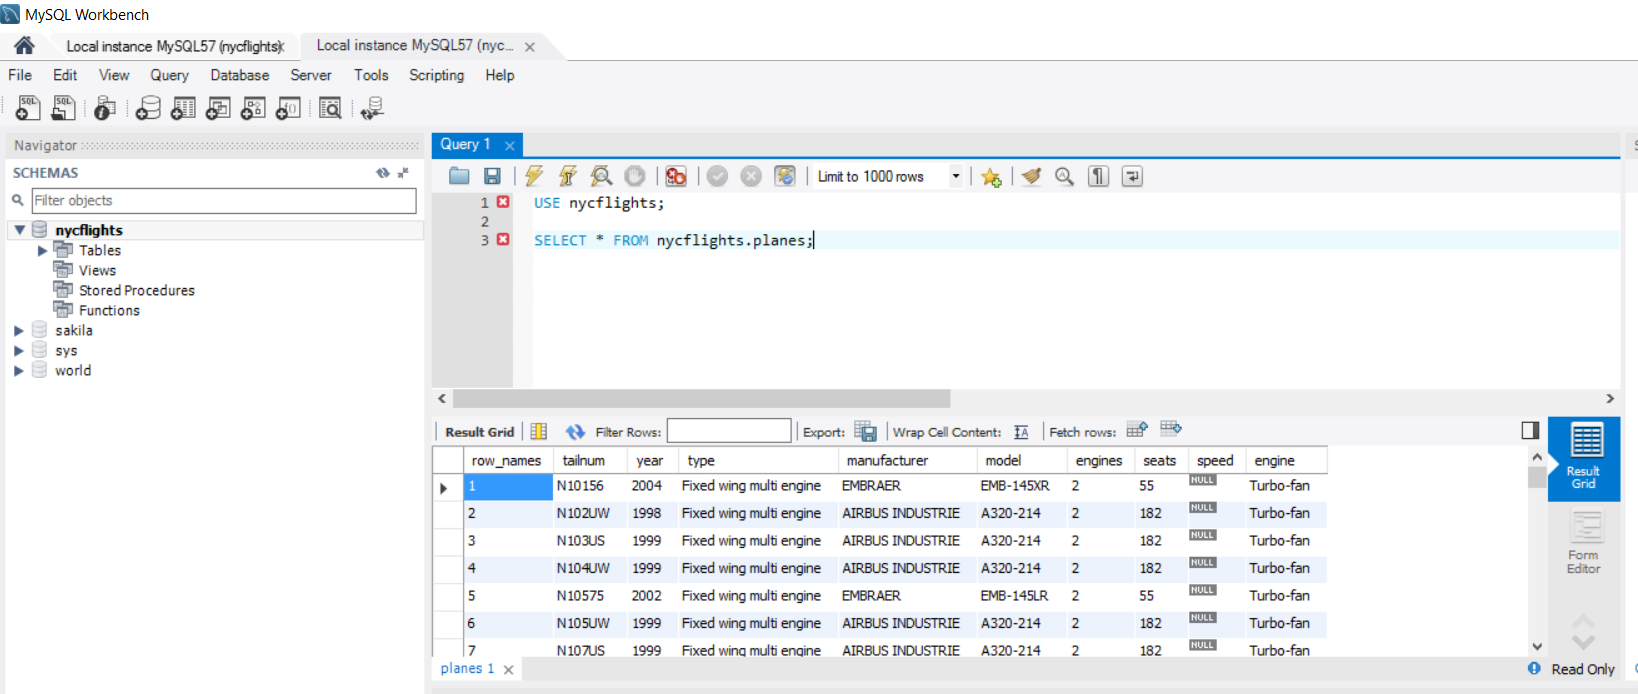 MySQL Workbench
Local instance MySQL57 (nycflights)
Local instance MySQL57 (nyc...
File Edit View Query Database Server Tools Scripting Help
Navigator
Query 1
SCHEMAS
Limit to 1000 rows
Filter objects
1 USE nycflights;
2
3 SELECT * FROM nycflights.planes;
nycflights
Tables
Views
Stored Procedures
Functions
sakila
sys
world
Result Grid Filter Rows: Export: Wrap Cell Content: Fetch rows:
row_names tailnum year type manufacturer model engines seats speed engine
1 N10156 2004 Fixed wing multi engine EMBRAER EMB-145XR 2 55 NULL Turbo-fan
2 N102UW 1998 Fixed wing multi engine AIRBUS INDUSTRIE A320-214 2 182 NULL Turbo-fan
3 N103US 1999 Fixed wing multi engine AIRBUS INDUSTRIE A320-214 2 182 NULL Turbo-fan
4 N104UW 1999 Fixed wing multi engine AIRBUS INDUSTRIE A320-214 2 182 NULL Turbo-fan
5 N10575 2002 Fixed wing multi engine EMBRAER EMB-145LR 2 55 NULL Turbo-fan
6 N105UW 1999 Fixed wing multi engine AIRBUS INDUSTRIE A320-214 2 182 NULL Turbo-fan
7 N107US 1999 Fixed wing multi engine AIRBUS INDUSTRIE A320-214 2 182 NULL Turbo-fan
Result
Grid
Form
Editor
planes 1
Read Only